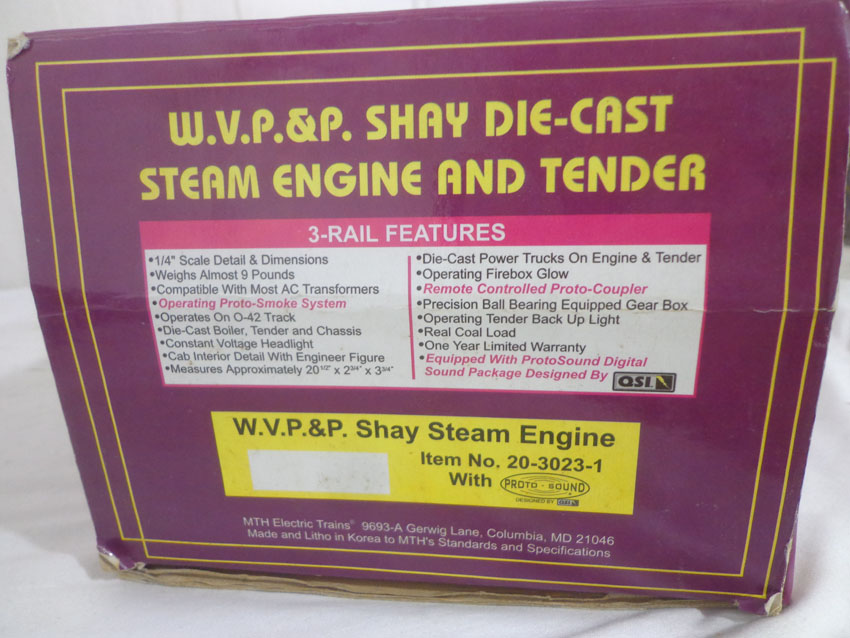 W.V.P.&P. SHAY DIE-CAST
STEAM ENGINE AND TENDER
3-RAIL FEATURES
•1/4" Scale Detail & Dimensions
•Weighs Almost 9 Pounds
•Compatible With Most AC Transformers
•Operating Proto-Smoke System
•Operates On O-42 Track
•Die-Cast Boiler, Tender and Chassis
•Constant Voltage Headlight
•Cab Interior Detail With Engineer Figure
•Measures Approximately 20 1/2" x 2 3/4" x 3 3/4"
•Die-Cast Power Trucks On Engine & Tender
•Operating Firebox Glow
•Remote Controlled Proto-Coupler
•Precision Ball Bearing Equipped Gear Box
•Operating Tender Back Up Light
•Real Coal Load
•One Year Limited Warranty
•Equipped With ProtoSound Digital
Sound Package Designed By QSI
W.V.P.&P. Shay Steam Engine
Item No. 20-3023-1
With PROTO-SOUND
DESIGNED BY QSI
MTH Electric Trains® 9693-A Gerwig Lane, Columbia, MD 21046
Made and Litho in Korea to MTH's Standards and Specifications